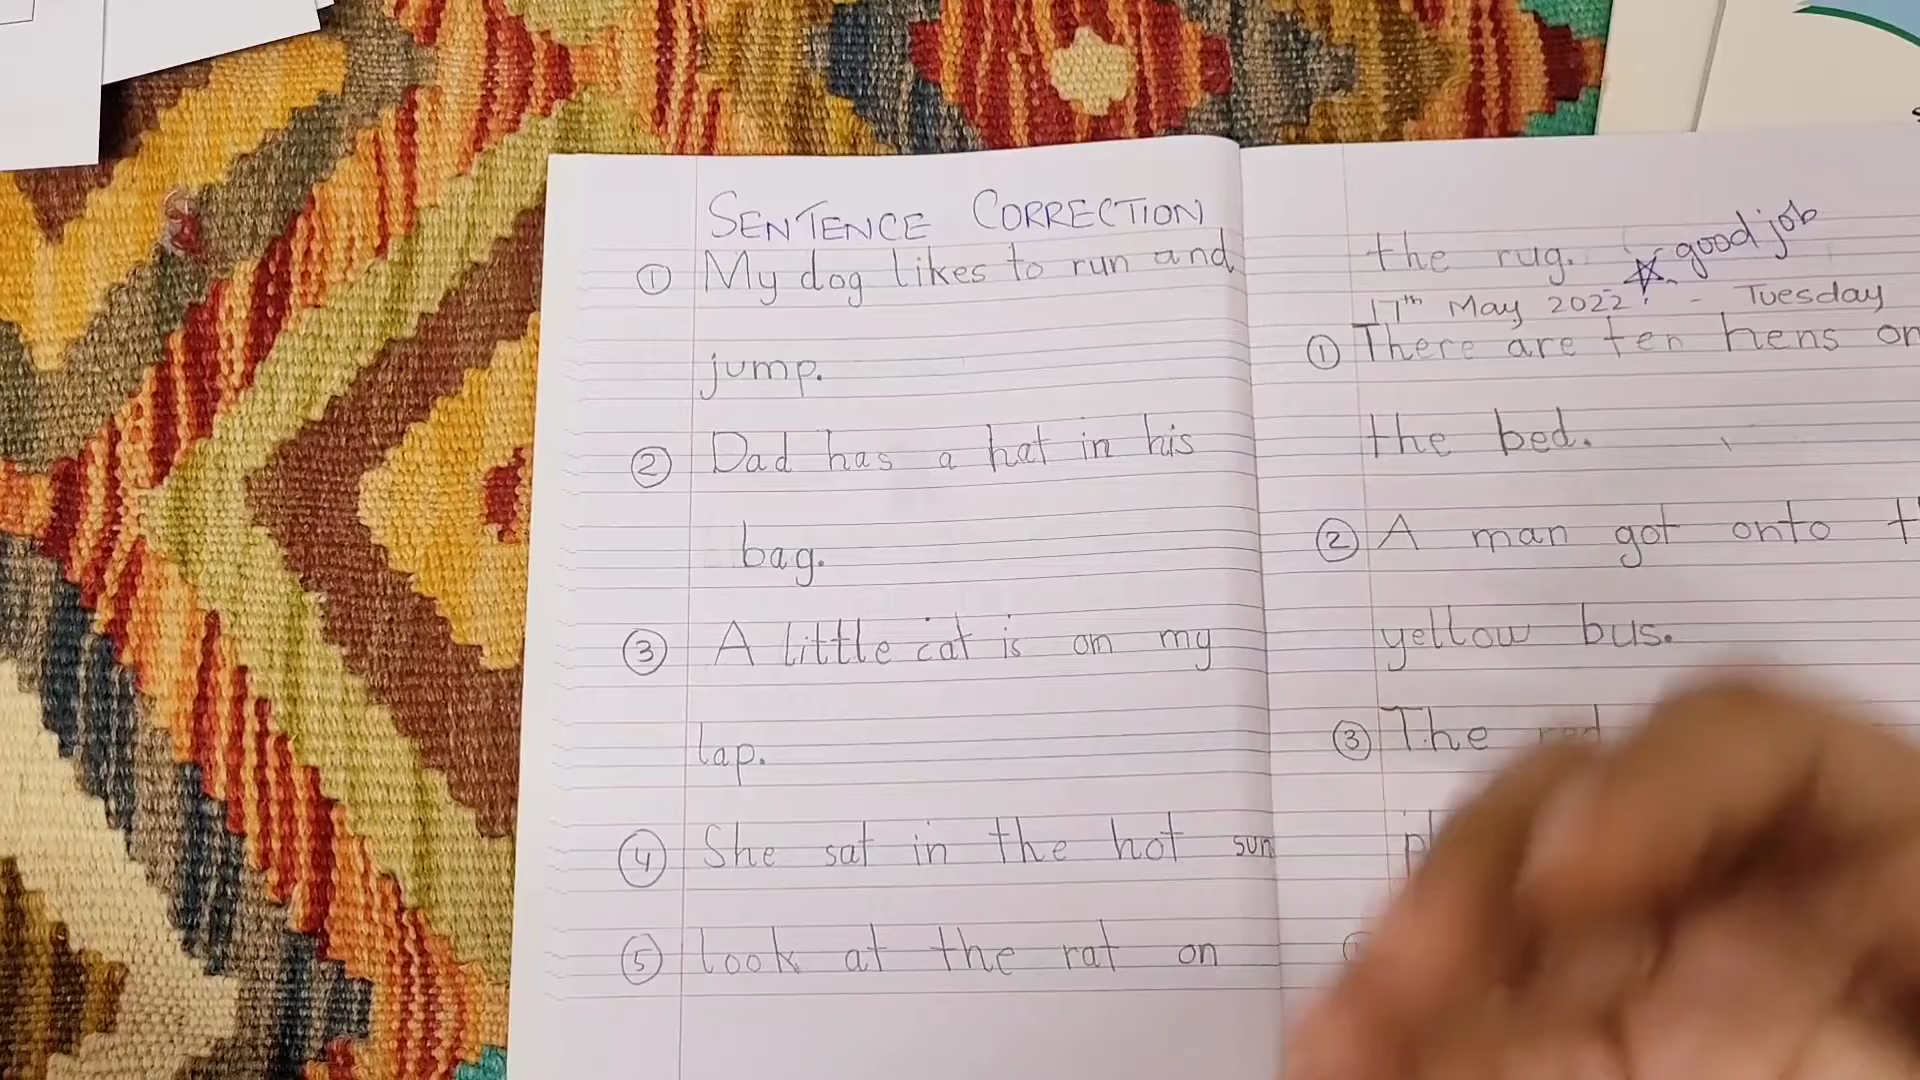 SENTENCE CORRECTION
① My dog likes to run and
jump.
② Dad has a hat in his
bag.
③ A little cat is on my
lap.
④ She sat in the hot sun
⑤ look at the rat on
the rug. good job
17th May 2022 - Tuesday
① There are ten hens on
the bed.
② A man got onto
yellow bus.
③ The red